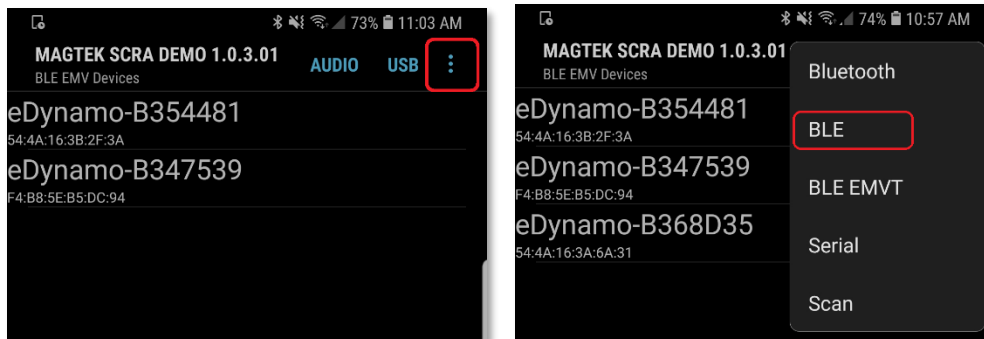 73% 11:03 AM
MAGTEK SCRA DEMO 1.0.3.01
BLE EMV Devices
AUDIO USB
eDynamo-B354481
54:4A:16:3B:2F:3A
eDynamo-B347539
F4:B8:5E:B5:DC:94
74% 10:57 AM
MAGTEK SCRA DEMO 1.0.3.01
BLE EMV Devices
eDynamo-B354481
54:4A:16:3B:2F:3A
eDynamo-B347539
F4:B8:5E:B5:DC:94
eDynamo-B368D35
54:4A:16:3A:6A:31
Bluetooth
BLE
BLE EMVT
Serial
Scan